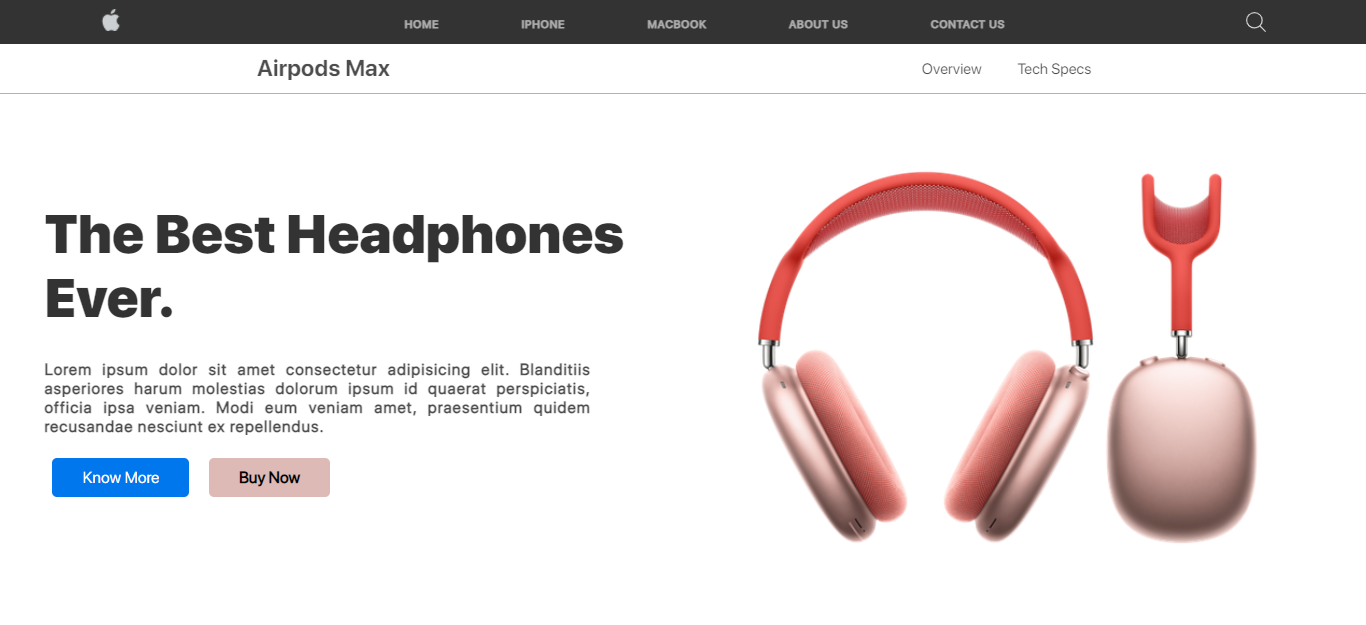 HOME IPHONE MACBOOK ABOUT US CONTACT US
Airpods Max Overview Tech Specs
The Best Headphones
Ever.
Lorem ipsum dolor sit amet consectetur adipisicing elit. Blanditiis
asperiores harum molestias dolorum ipsum id quaerat perspiciatis,
officia ipsa veniam. Modi eum veniam amet, praesentium quidem
recusandae nesciunt ex repellendus.
Know More Buy Now